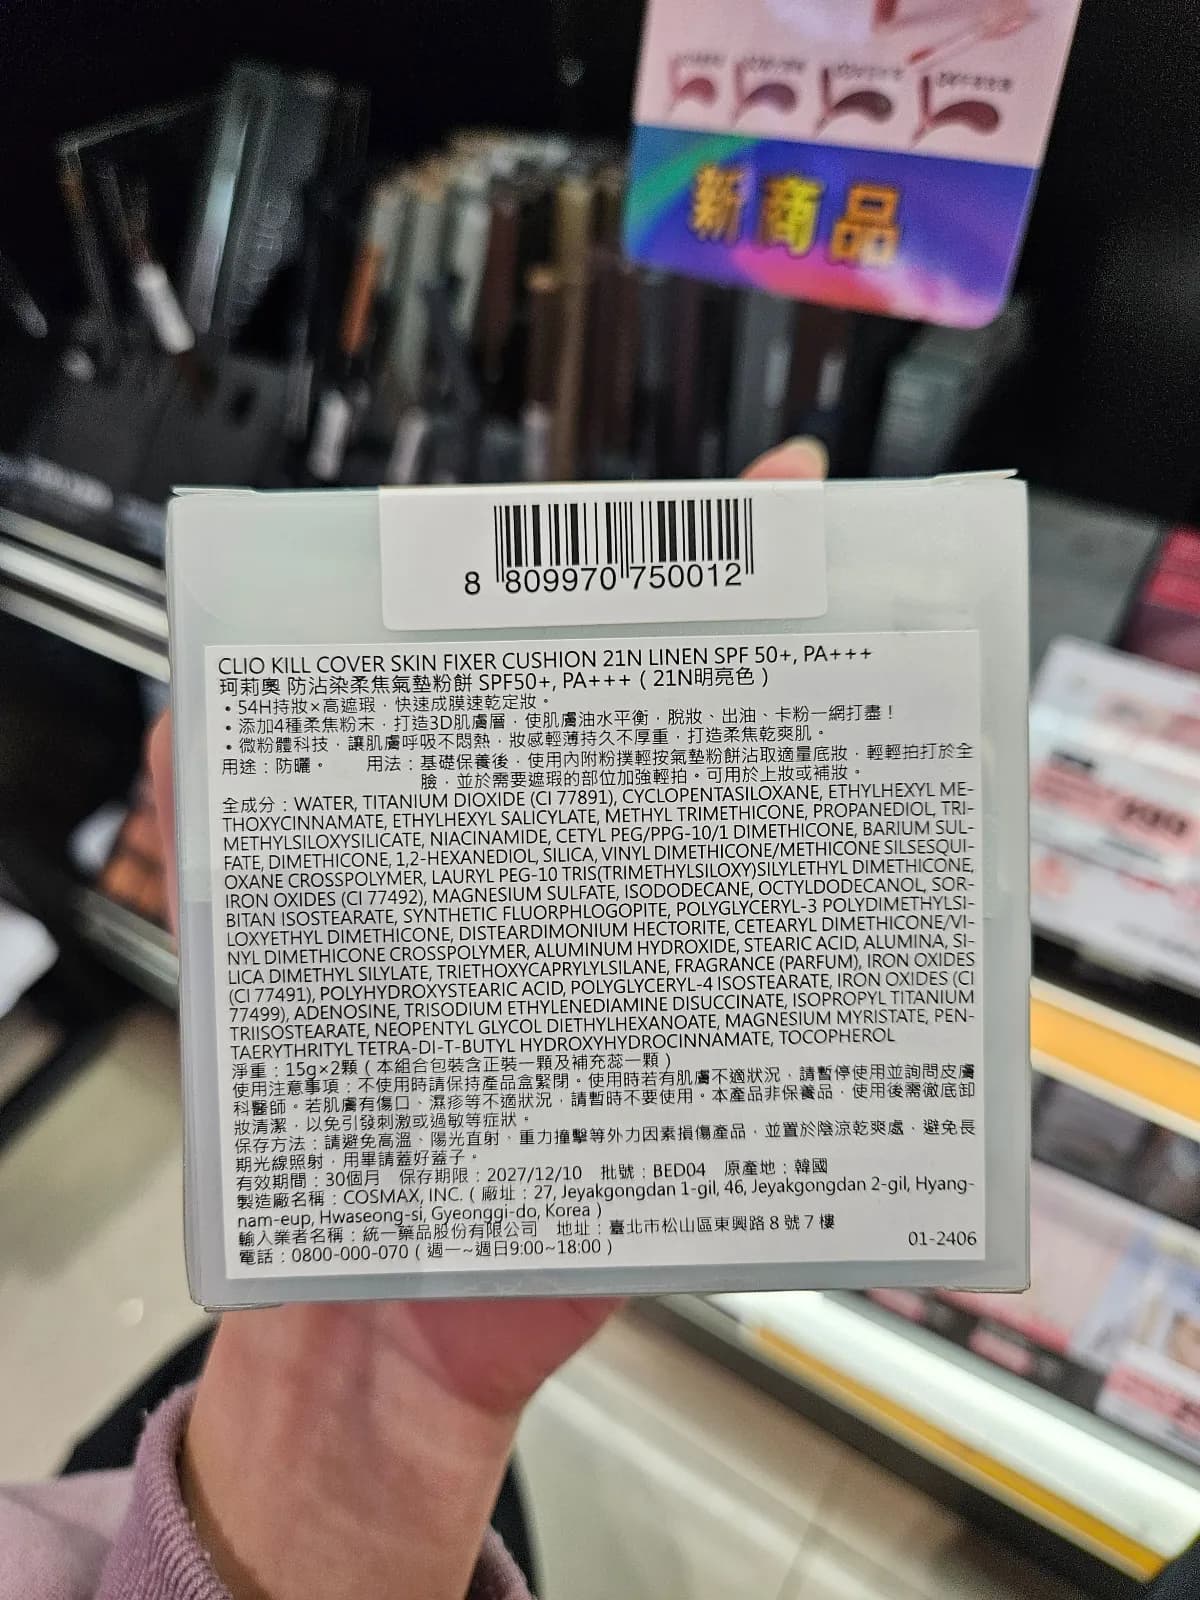 新商品
8 809970 750012
CLIO KILL COVER SKIN FIXER CUSHION 21N LINEN SPF 50+, PA+++
珂莉奧 防沾染柔焦氣墊粉餅 SPF50+, PA+++ ( 21N明亮色 )
• 54H持妝×高遮瑕，快速成膜速乾定妝。
• 添加4種柔焦粉末，打造3D肌膚層，使肌膚油水平衡，脫妝、出油、卡粉一網打盡！
• 微粉體科技，讓肌膚呼吸不悶熱，妝感輕薄持久不厚重，打造柔焦乾爽肌。
用途：防曬。 用法：基礎保養後，使用內附粉撲輕按氣墊粉餅沾取適量底妝，輕輕拍打於全
臉，並於需要遮瑕的部位加強輕拍。可用於上妝或補妝。
全成分：WATER, TITANIUM DIOXIDE (CI 77891), CYCLOPENTASILOXANE, ETHYLHEXYL ME-
THOXYCINNAMATE, ETHYLHEXYL SALICYLATE, METHYL TRIMETHICONE, PROPANEDIOL, TRI-
METHYLSILOXYSILICATE, NIACINAMIDE, CETYL PEG/PPG-10/1 DIMETHICONE, BARIUM SUL-
FATE, DIMETHICONE, 1,2-HEXANEDIOL, SILICA, VINYL DIMETHICONE/METHICONE SILSESQUI-
OXANE CROSSPOLYMER, LAURYL PEG-10 TRIS(TRIMETHYLSILOXY)SILYLETHYL DIMETHICONE,
IRON OXIDES (CI 77492), MAGNESIUM SULFATE, ISODODECANE, OCTYLDODECANOL, SOR-
BITAN ISOSTEARATE, SYNTHETIC FLUORPHLOGOPITE, POLYGLYCERYL-3 POLYDIMETHYLSI-
LOXYETHYL DIMETHICONE, DISTEARDIMONIUM HECTORITE, CETEARYL DIMETHICONE/VI-
NYL DIMETHICONE CROSSPOLYMER, ALUMINUM HYDROXIDE, STEARIC ACID, ALUMINA, SI-
LICA DIMETHYL SILYLATE, TRIETHOXYCAPRYLYLSILANE, FRAGRANCE (PARFUM), IRON OXIDES
(CI 77491), POLYHYDROXYSTEARIC ACID, POLYGLYCERYL-4 ISOSTEARATE, IRON OXIDES (CI
77499), ADENOSINE, TRISODIUM ETHYLENEDIAMINE DISUCCINATE, ISOPROPYL TITANIUM
TRIISOSTEARATE, NEOPENTYL GLYCOL DIETHYLHEXANOATE, MAGNESIUM MYRISTATE, PEN-
TAERYTHRITYL TETRA-DI-T-BUTYL HYDROXYHYDROCINNAMATE, TOCOPHEROL
淨重：15g×2顆 ( 本組合包裝含正裝一顆及補充蕊一顆 )
使用注意事項：不使用時請保持產品盒緊閉。使用時若有肌膚不適狀況，請暫停使用並詢問皮膚
科醫師。若肌膚有傷口、濕疹等不適狀況，請暫時不要使用。本產品非保養品，使用後需徹底卸
妝清潔，以免引發刺激或過敏等症狀。
保存方法：請避免高溫、陽光直射、重力撞擊等外力因素損傷產品，並置於陰涼乾爽處，避免長
期光線照射，用畢請蓋好蓋子。
有效期間：30個月 保存期限：2027/12/10 批號：BED04 原產地：韓國
製造廠名稱：COSMAX, INC. ( 廠址：27, Jeyakgongdan 1-gil, 46, Jeyakgongdan 2-gil, Hyang-
nam-eup, Hwaseong-si, Gyeonggi-do, Korea )
輸入業者名稱：統一藥品股份有限公司 地址：臺北市松山區東興路８號７樓
電話：0800-000-070 ( 週一~週日9:00~18:00 ) 01-2406